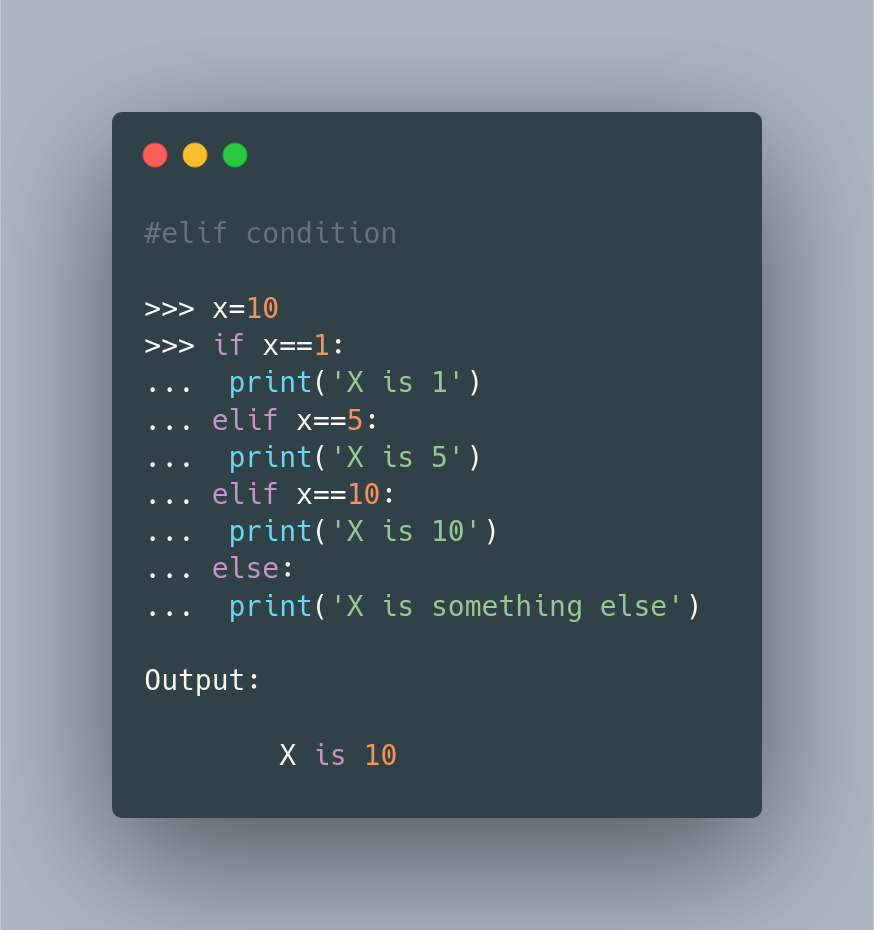 #elif condition
>>> x=10
>>> if x==1:
...  print('X is 1')
... elif x==5:
...  print('X is 5')
... elif x==10:
...  print('X is 10')
... else:
...  print('X is something else')
Output:
X is 10